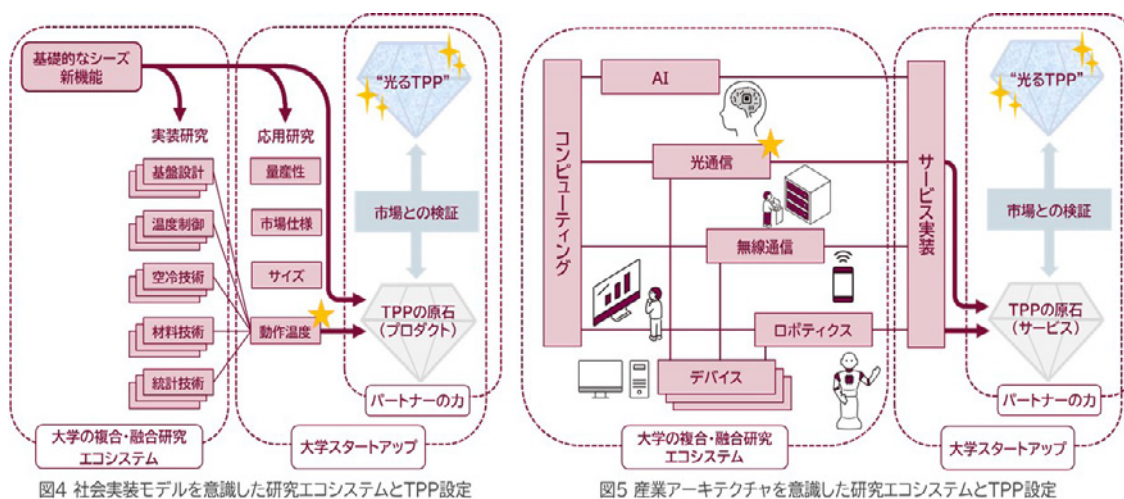 基礎的なシーズ
新機能
実装研究
応用研究
基盤設計
温度制御
空冷技術
材料技術
統計技術
量産性
市場仕様
サイズ
動作温度
“光るTPP”
市場との検証
TPPの原石
(プロダクト)
パートナーの力
大学の複合・融合研究
エコシステム
大学スタートアップ
図4 社会実装モデルを意識した研究エコシステムとTPP設定
コンピューティング
AI
光通信
無線通信
ロボティクス
デバイス
サービス実装
“光るTPP”
市場との検証
TPPの原石
(サービス)
パートナーの力
大学の複合・融合研究
エコシステム
大学スタートアップ
図5 産業アーキテクチャを意識した研究エコシステムとTPP設定